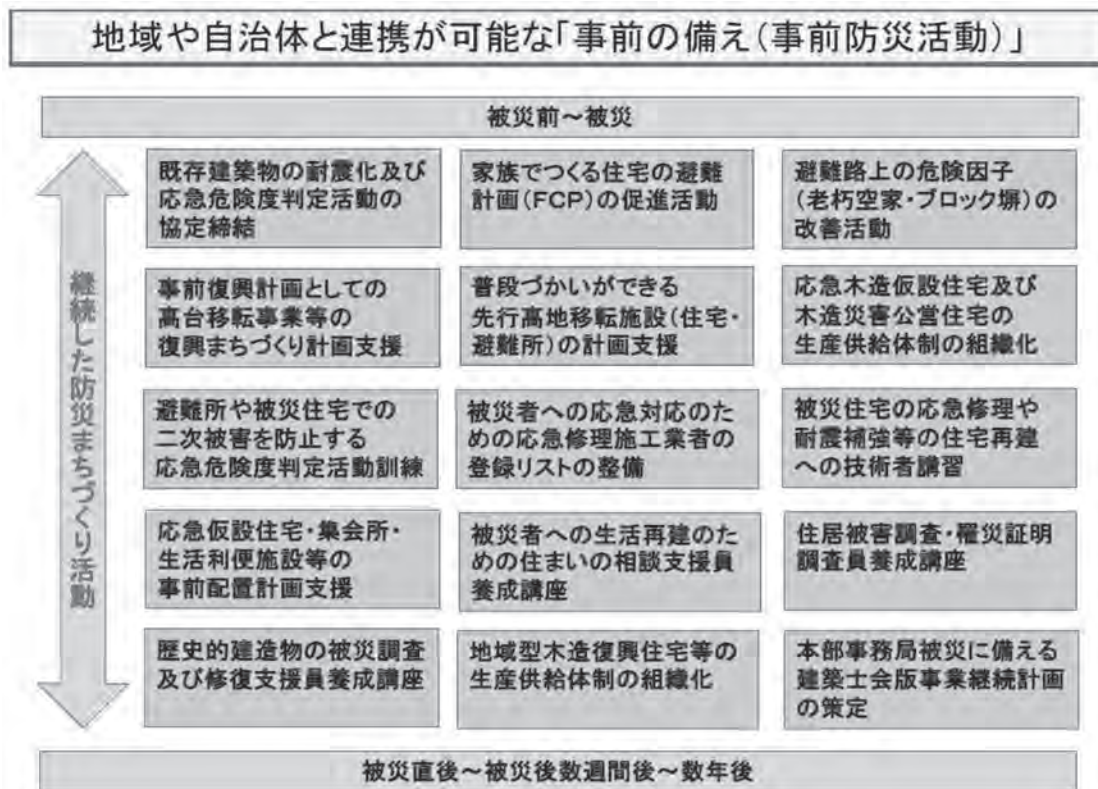 地域や自治体と連携が可能な「事前の備え(事前防災活動)」
被災前～被災
継続した防災まちづくり活動
既存建築物の耐震化及び
応急危険度判定活動の
協定締結
家族でつくる住宅の避難
計画(FCP)の促進活動
避難路上の危険因子
(老朽空家・ブロック塀)の
改善活動
事前復興計画としての
高台移転事業等の
復興まちづくり計画支援
普段づかいができる
先行高地移転施設(住宅・
避難所)の計画支援
応急木造仮設住宅及び
木造災害公営住宅の
生産供給体制の組織化
避難所や被災住宅での
二次被害を防止する
応急危険度判定活動訓練
被災者への応急対応のた
めの応急修理施工業者の
登録リストの整備
被災住宅の応急修理や
耐震補強等の住宅再建
への技術者講習
応急仮設住宅・集会所・
生活利便施設等の
事前配置計画支援
被災者への生活再建のた
めの住まいの相談支援員
養成講座
住居被害調査・罹災証明
調査員養成講座
歴史的建造物の被災調査
及び修復支援員養成講座
地域型木造復興住宅等の
生産供給体制の組織化
本部事務局被災に備える
建築士会版事業継続計画
の策定
被災直後～被災後数週間後～数年後